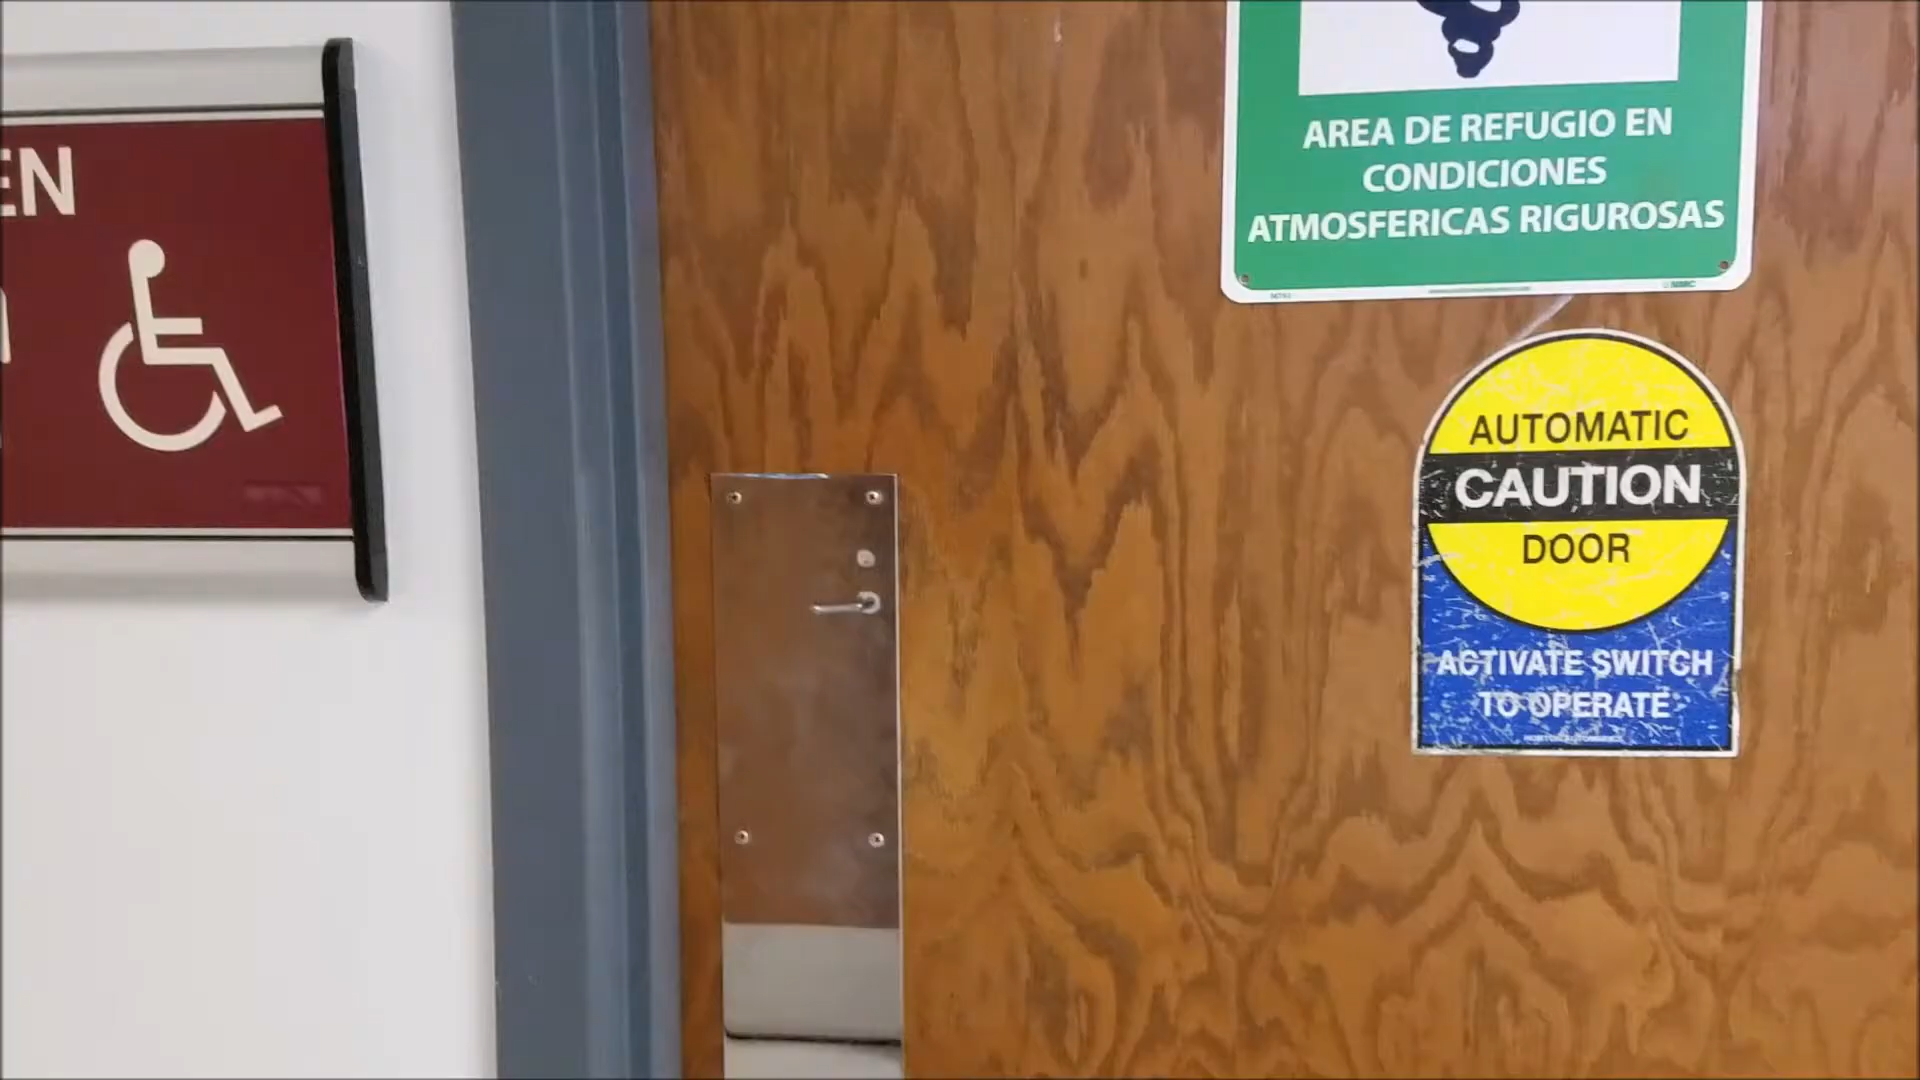 EN
AREA DE REFUGIO EN
CONDICIONES
ATMOSFERICAS RIGUROSAS
AUTOMATIC
CAUTION
DOOR
ACTIVATE SWITCH
TO OPERATE